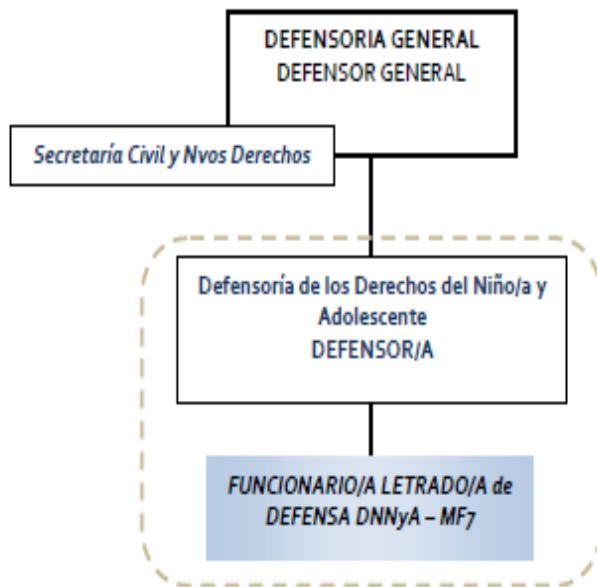 DEFENSORIA GENERAL
DEFENSOR GENERAL
Secretaría Civil y Nvos Derechos
Defensoría de los Derechos del Niño/a y
Adolescente
DEFENSOR/A
FUNCIONARIO/A LETRADO/A de
DEFENSA DNNyA – MF7